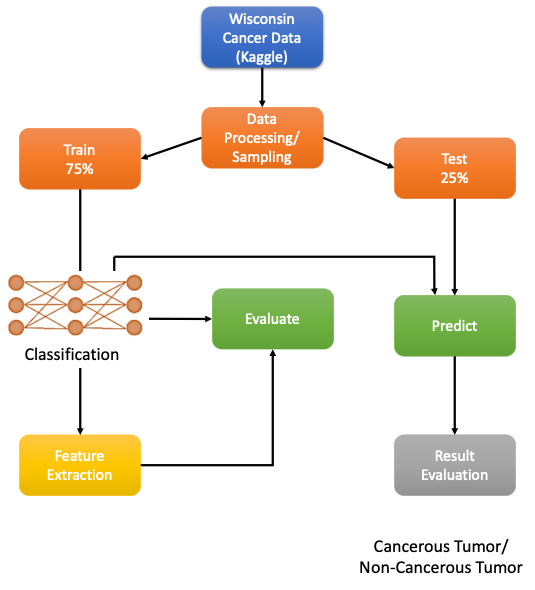 Wisconsin
Cancer Data
(Kaggle)
Data
Processing/
Sampling
Train
75%
Test
25%
Classification
Evaluate
Predict
Feature
Extraction
Result
Evaluation
Cancerous Tumor/
Non-Cancerous Tumor